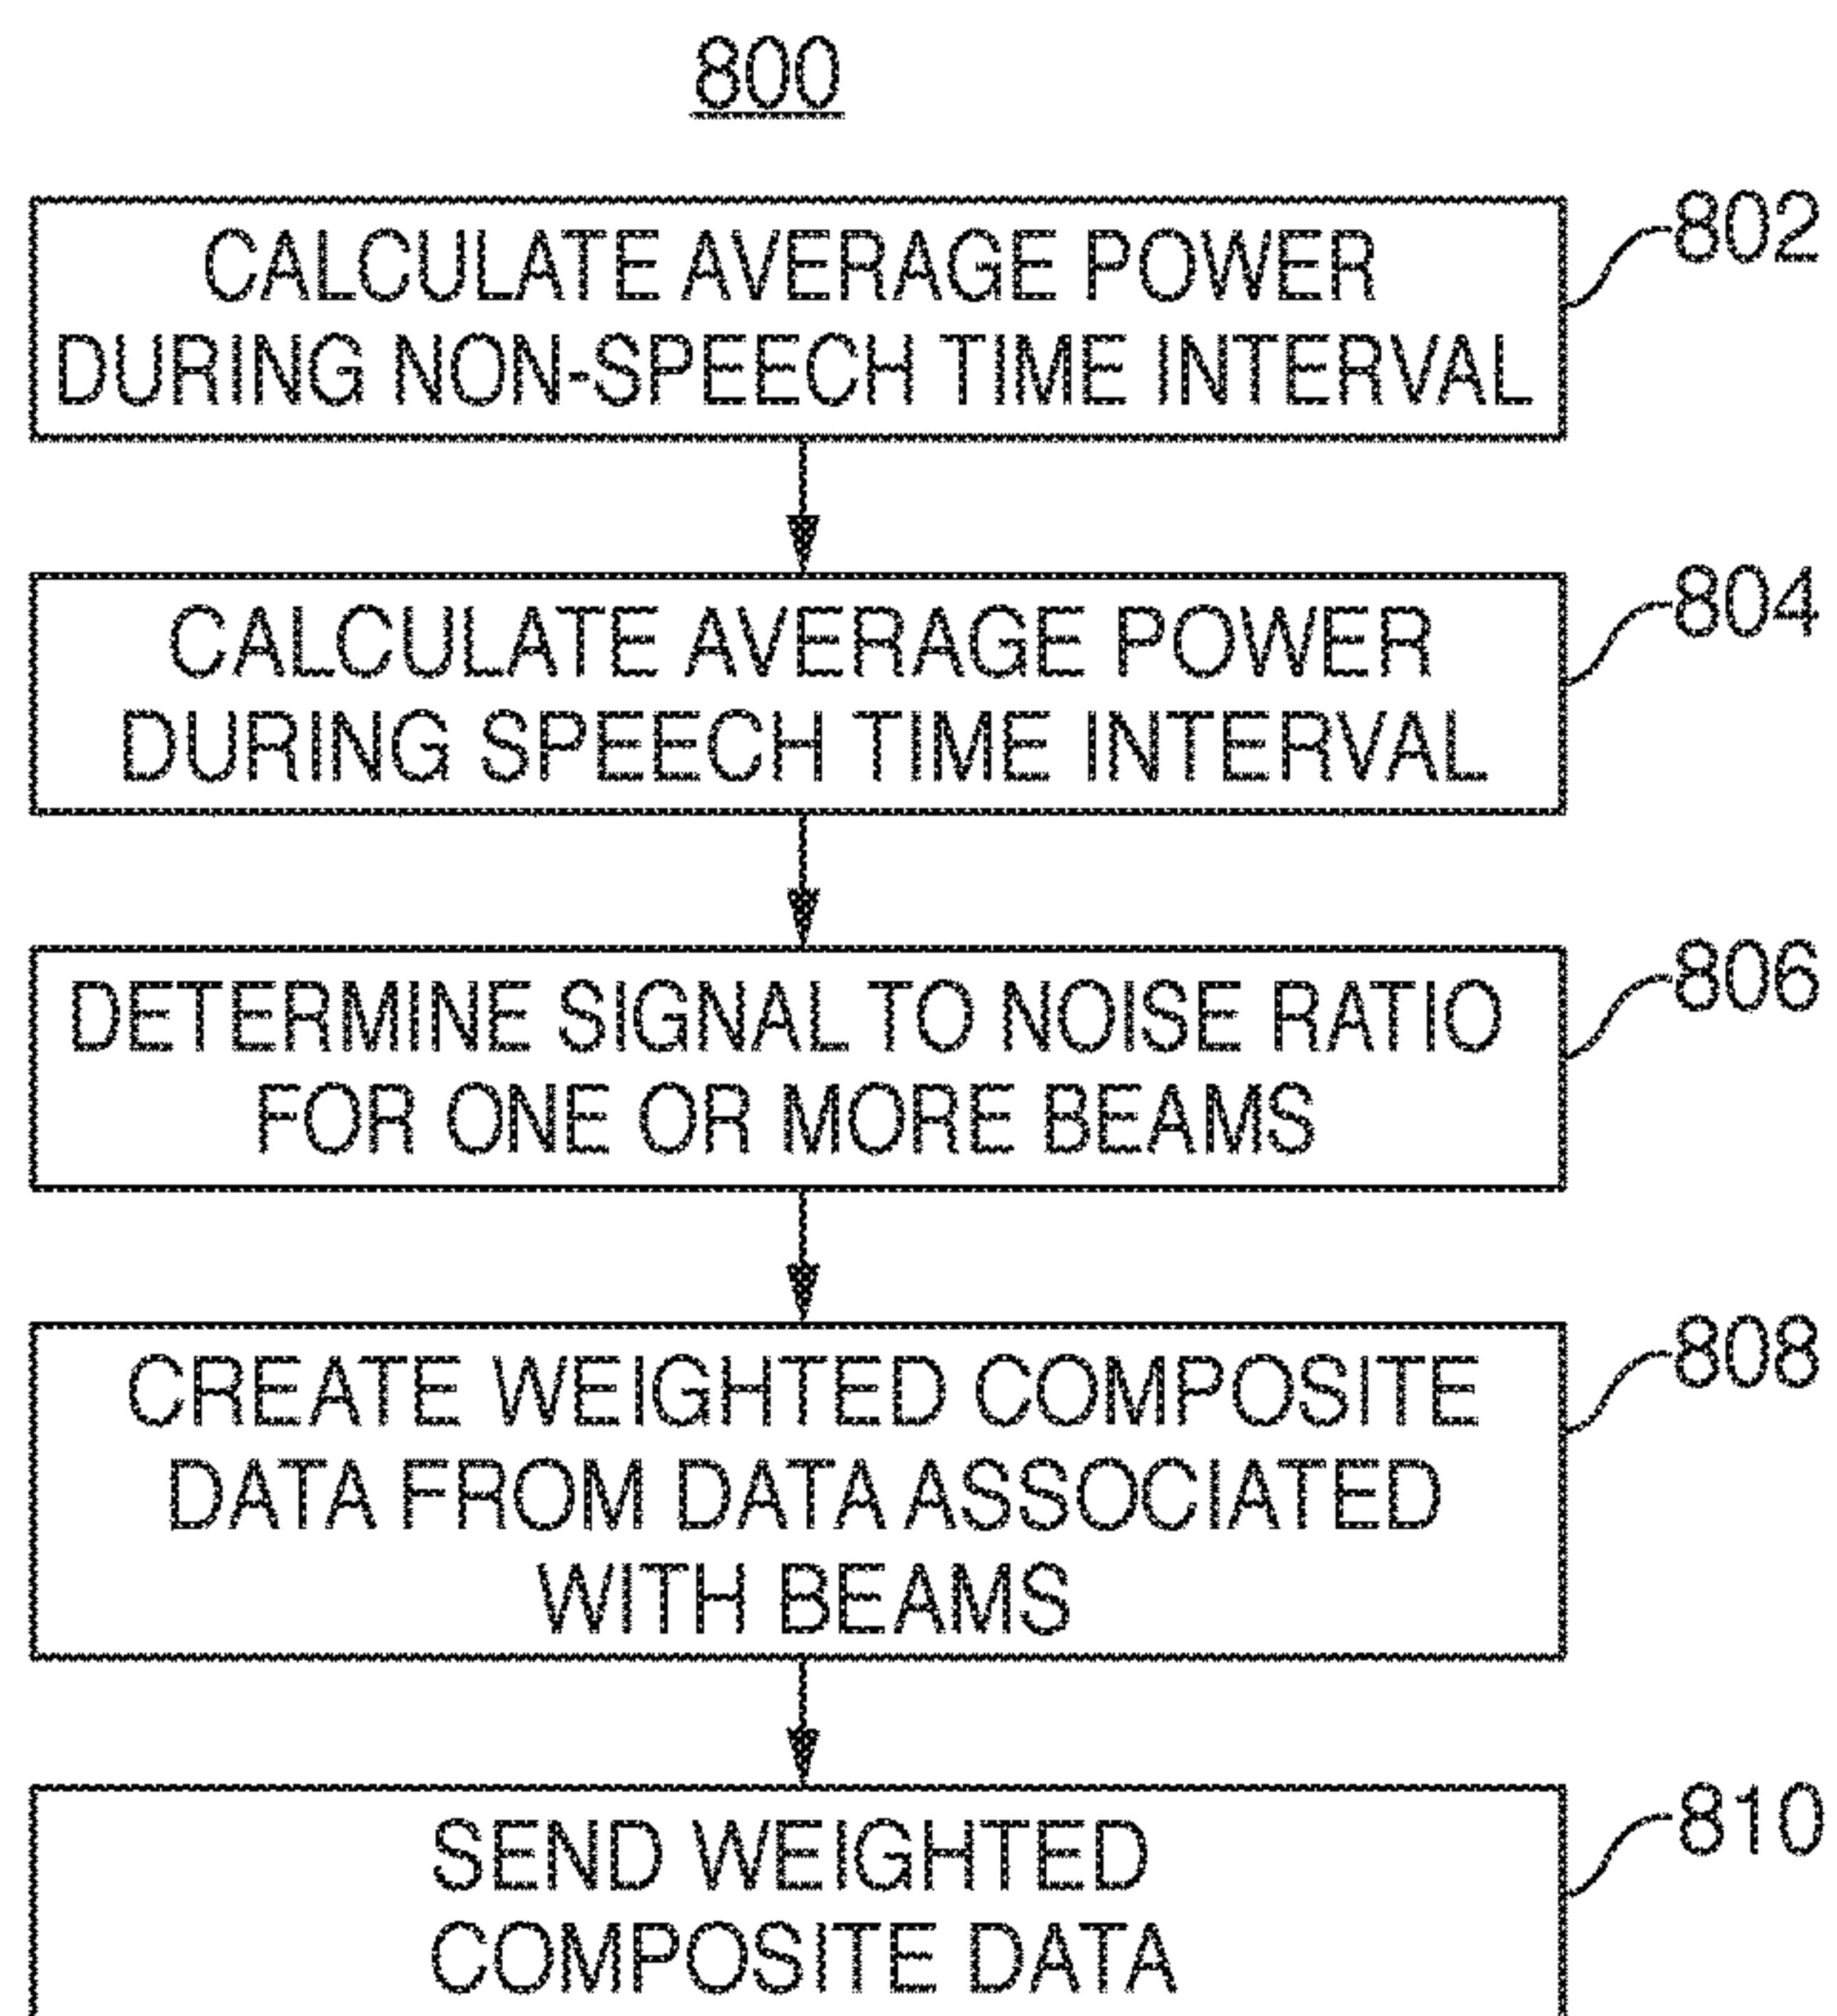 800
CALCULATE AVERAGE POWER
DURING NON-SPEECH TIME INTERVAL
802
CALCULATE AVERAGE POWER
DURING SPEECH TIME INTERVAL
804
DETERMINE SIGNAL TO NOISE RATIO
FOR ONE OR MORE BEAMS
806
CREATE WEIGHTED COMPOSITE
DATA FROM DATA ASSOCIATED
WITH BEAMS
808
SEND WEIGHTED
COMPOSITE DATA
810